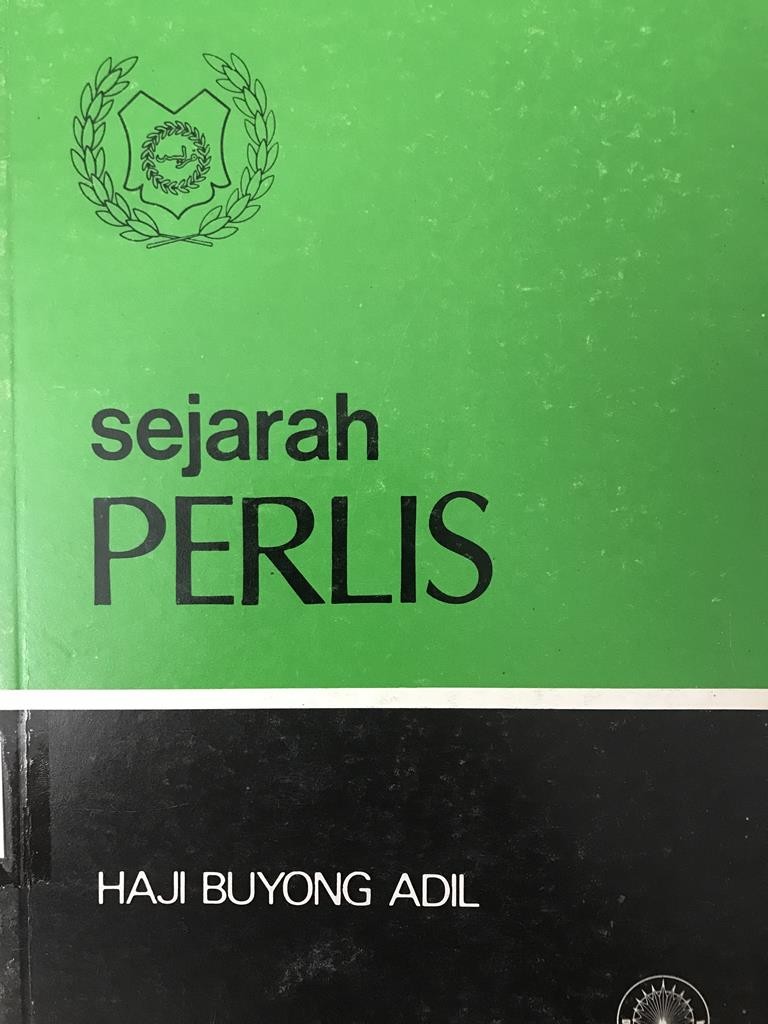 sejarah
PERLIS
HAJI BUYONG ADIL